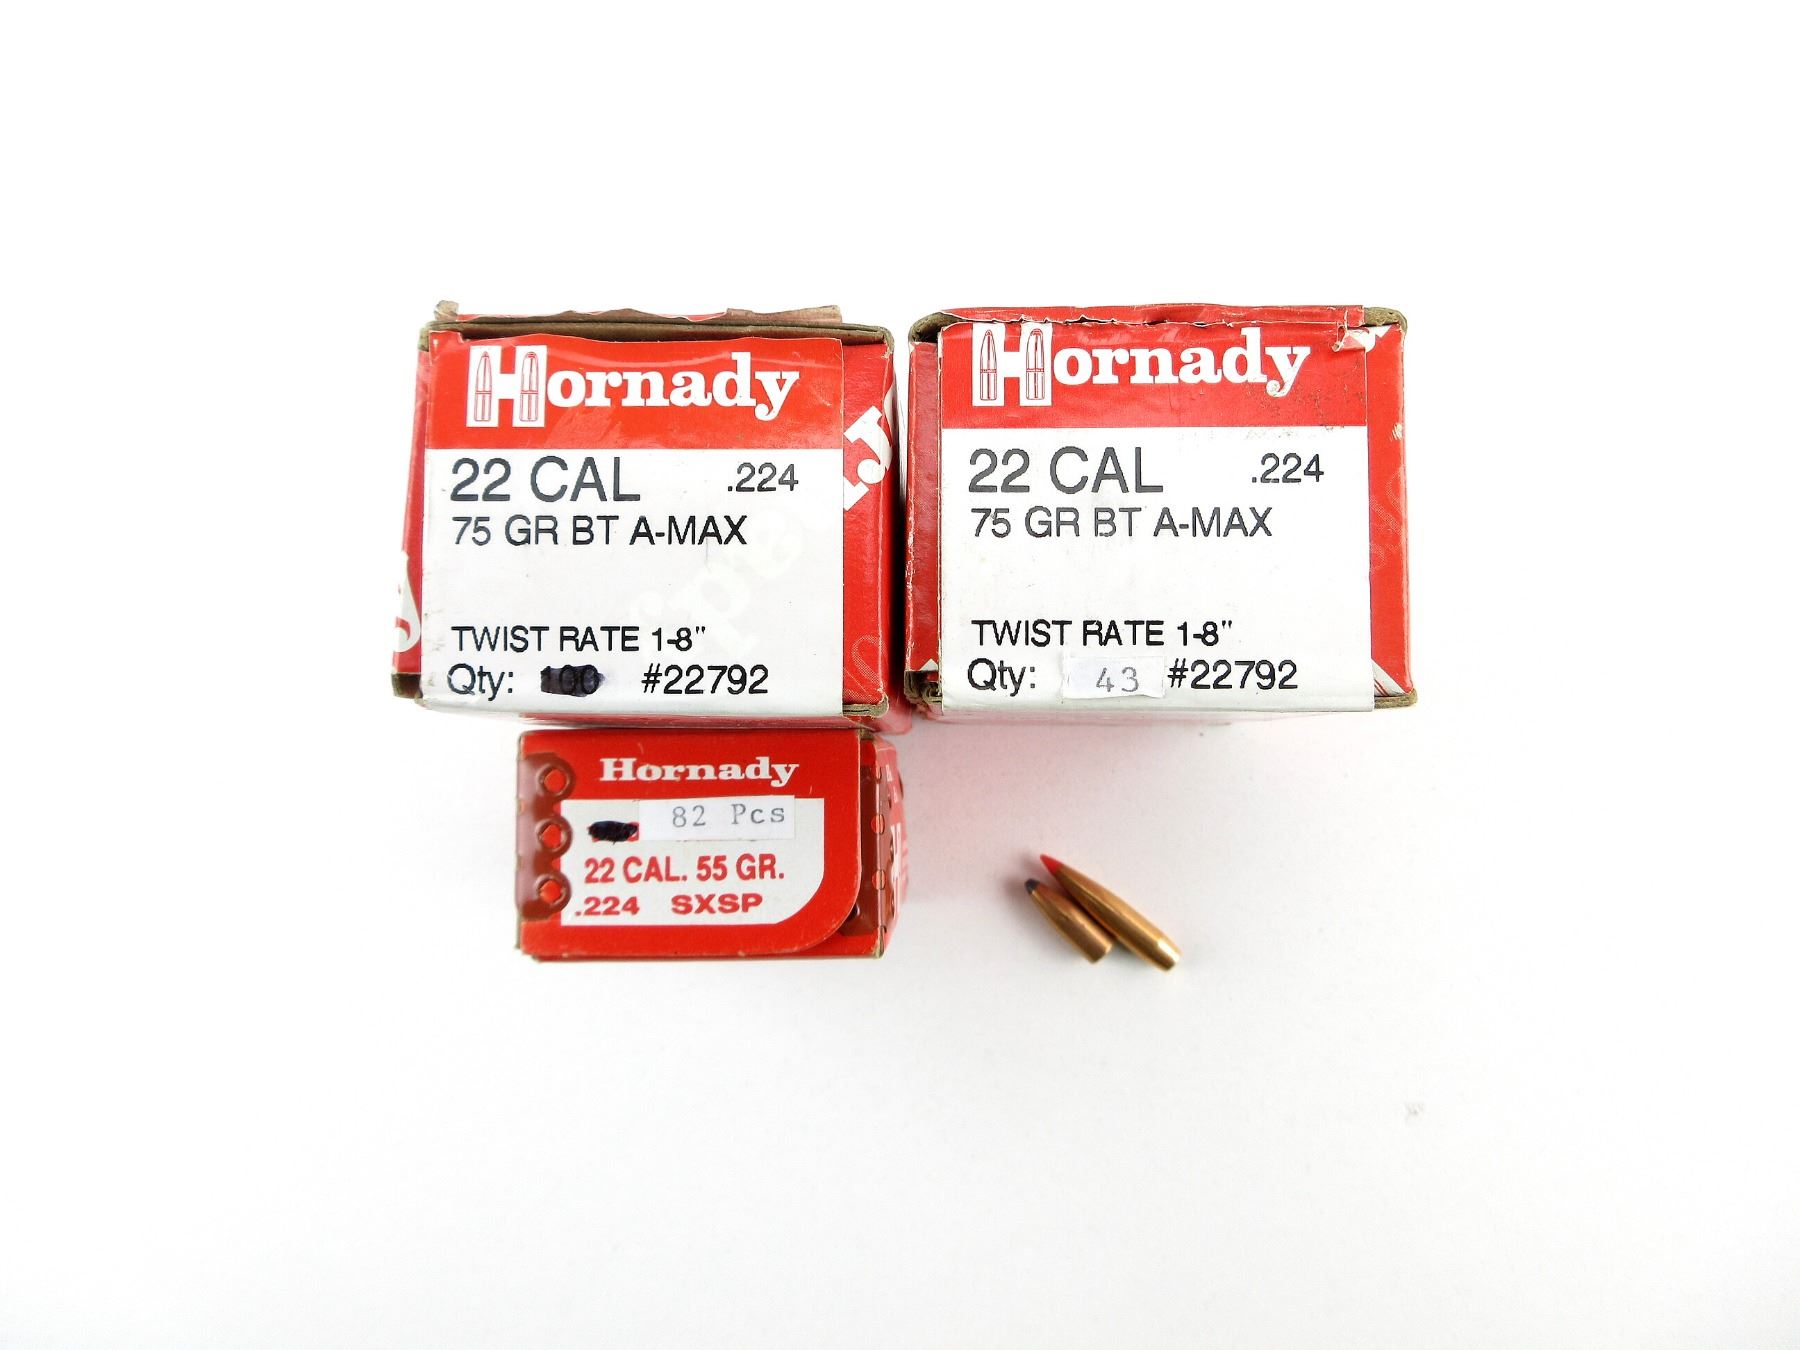 Hornady
22 CAL .224
75 GR BT A-MAX
TWIST RATE 1-8"
Qty: 100 #22792
Hornady
22 CAL .224
75 GR BT A-MAX
TWIST RATE 1-8"
Qty: 43 #22792
Hornady
82 Pcs
22 CAL. 55 GR.
.224 SXSP